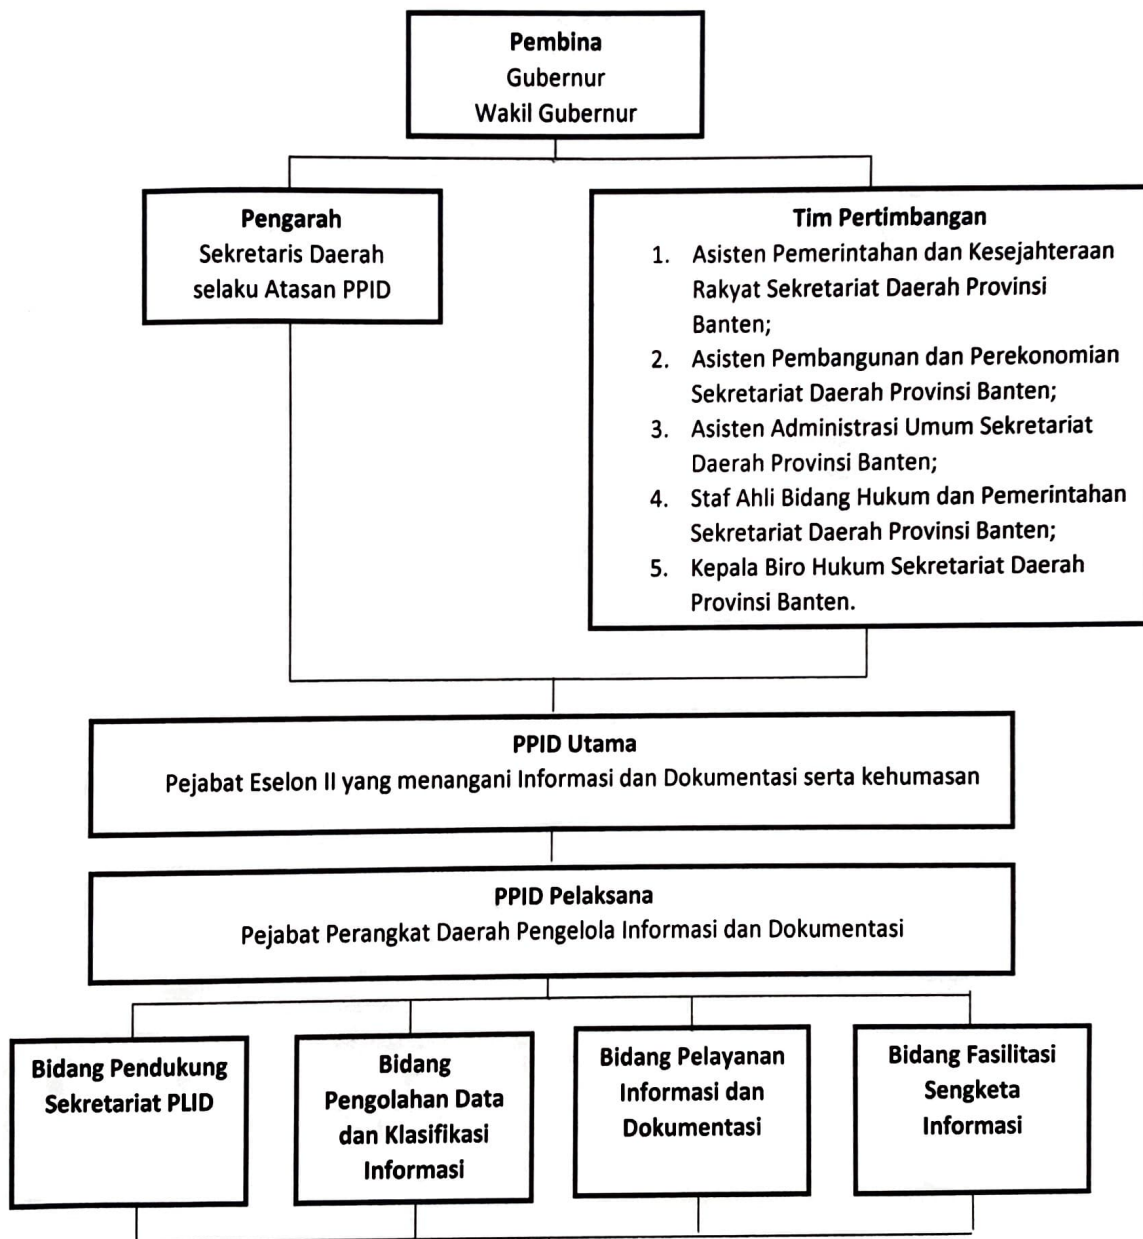 Pembina
Gubernur
Wakil Gubernur
Pengarah
Sekretaris Daerah
selaku Atasan PPID
Tim Pertimbangan
1. Asisten Pemerintahan dan Kesejahteraan
Rakyat Sekretariat Daerah Provinsi
Banten;
2. Asisten Pembangunan dan Perekonomian
Sekretariat Daerah Provinsi Banten;
3. Asisten Administrasi Umum Sekretariat
Daerah Provinsi Banten;
4. Staf Ahli Bidang Hukum dan Pemerintahan
Sekretariat Daerah Provinsi Banten;
5. Kepala Biro Hukum Sekretariat Daerah
Provinsi Banten.
PPID Utama
Pejabat Eselon II yang menangani Informasi dan Dokumentasi serta kehumasan
PPID Pelaksana
Pejabat Perangkat Daerah Pengelola Informasi dan Dokumentasi
Bidang Pendukung
Sekretariat PLID
Bidang
Pengolahan Data
dan Klasifikasi
Informasi
Bidang Pelayanan
Informasi dan
Dokumentasi
Bidang Fasilitasi
Sengketa
Informasi